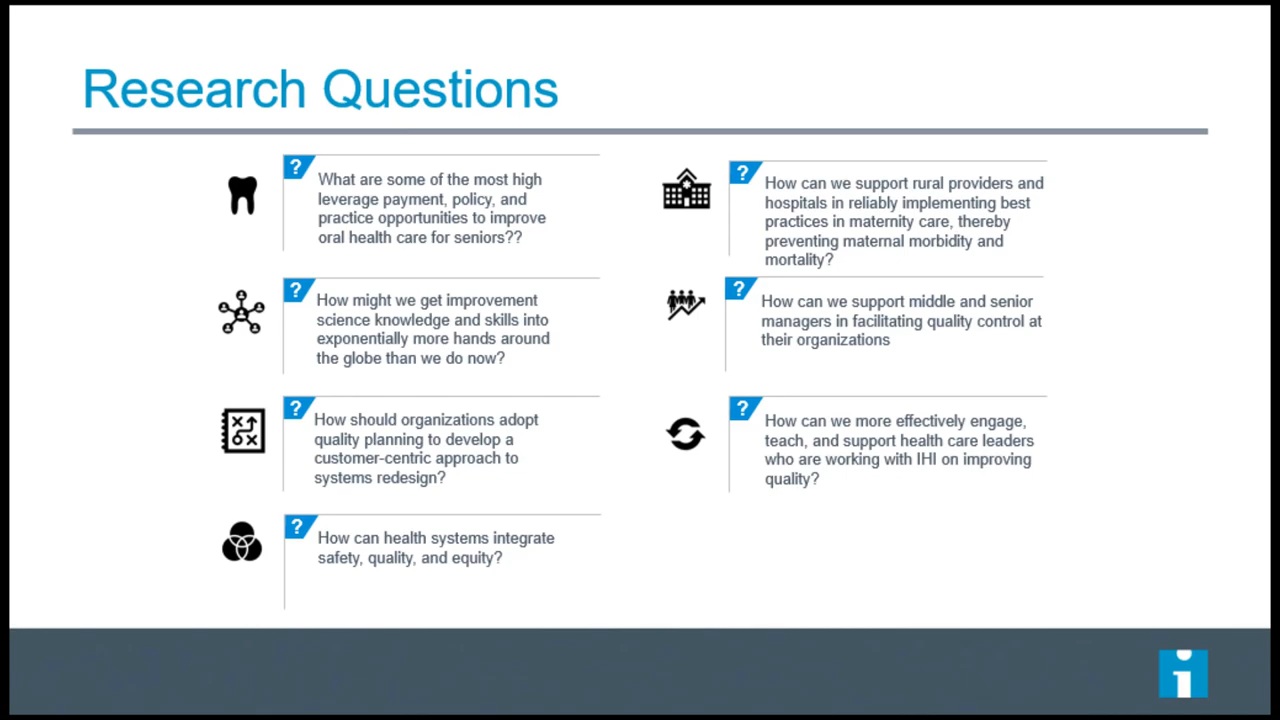 Research Questions
?
What are some of the most high
leverage payment, policy, and
practice opportunities to improve
oral health care for seniors??
?
How might we get improvement
science knowledge and skills into
exponentially more hands around
the globe than we do now?
?
How should organizations adopt
quality planning to develop a
customer-centric approach to
systems redesign?
?
How can health systems integrate
safety, quality, and equity?
?
How can we support rural providers and
hospitals in reliably implementing best
practices in maternity care, thereby
preventing maternal morbidity and
mortality?
?
How can we support middle and senior
managers in facilitating quality control at
their organizations
?
How can we more effectively engage,
teach, and support health care leaders
who are working with IHI on improving
quality?
i